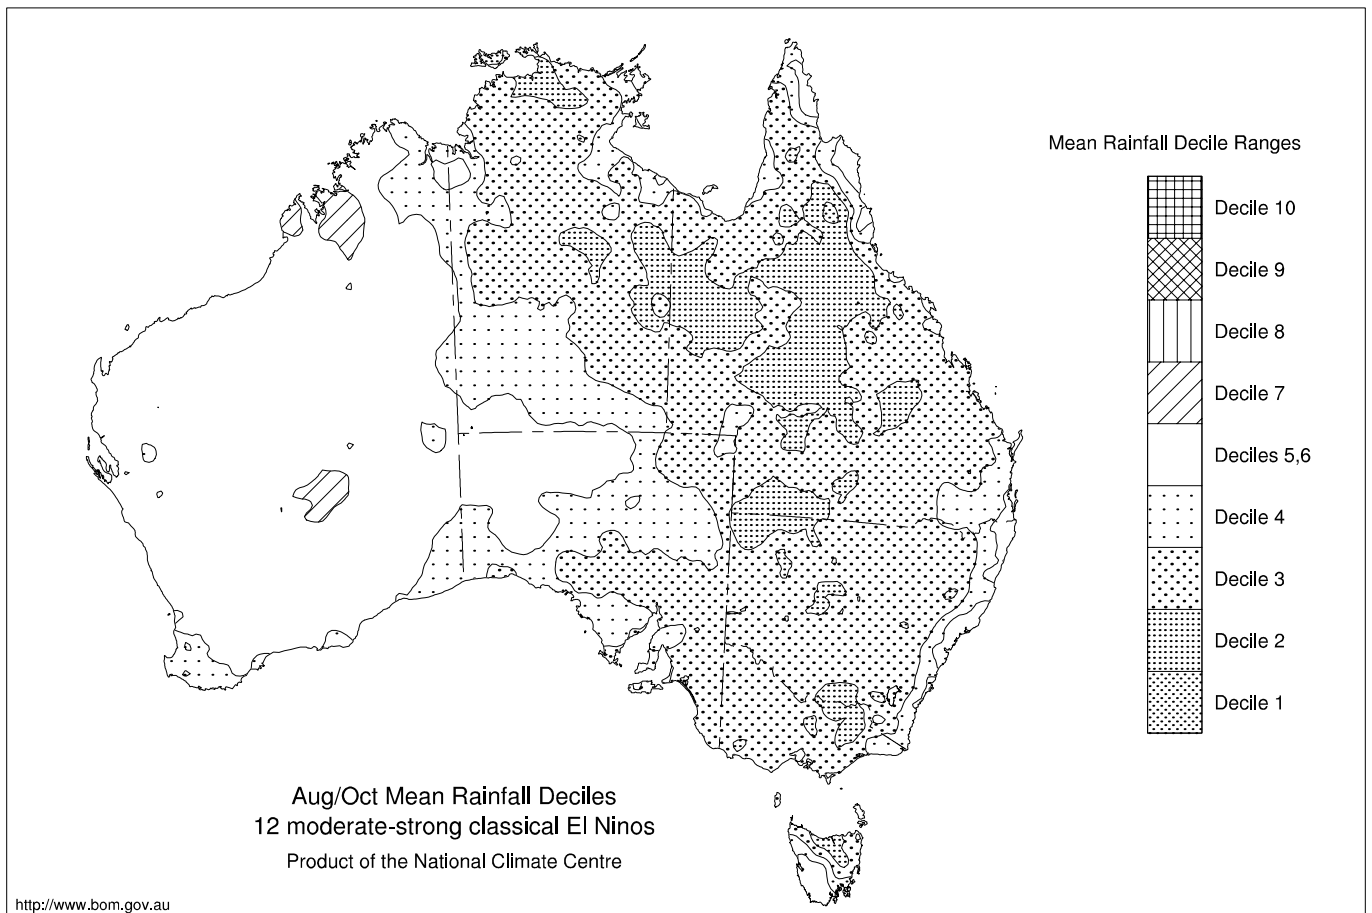 Mean Rainfall Decile Ranges
Decile 10
Decile 9
Decile 8
Decile 7
Deciles 5,6
Decile 4
Decile 3
Decile 2
Decile 1
Aug/Oct Mean Rainfall Deciles
12 moderate-strong classical El Ninos
Product of the National Climate Centre
http://www.bom.gov.au